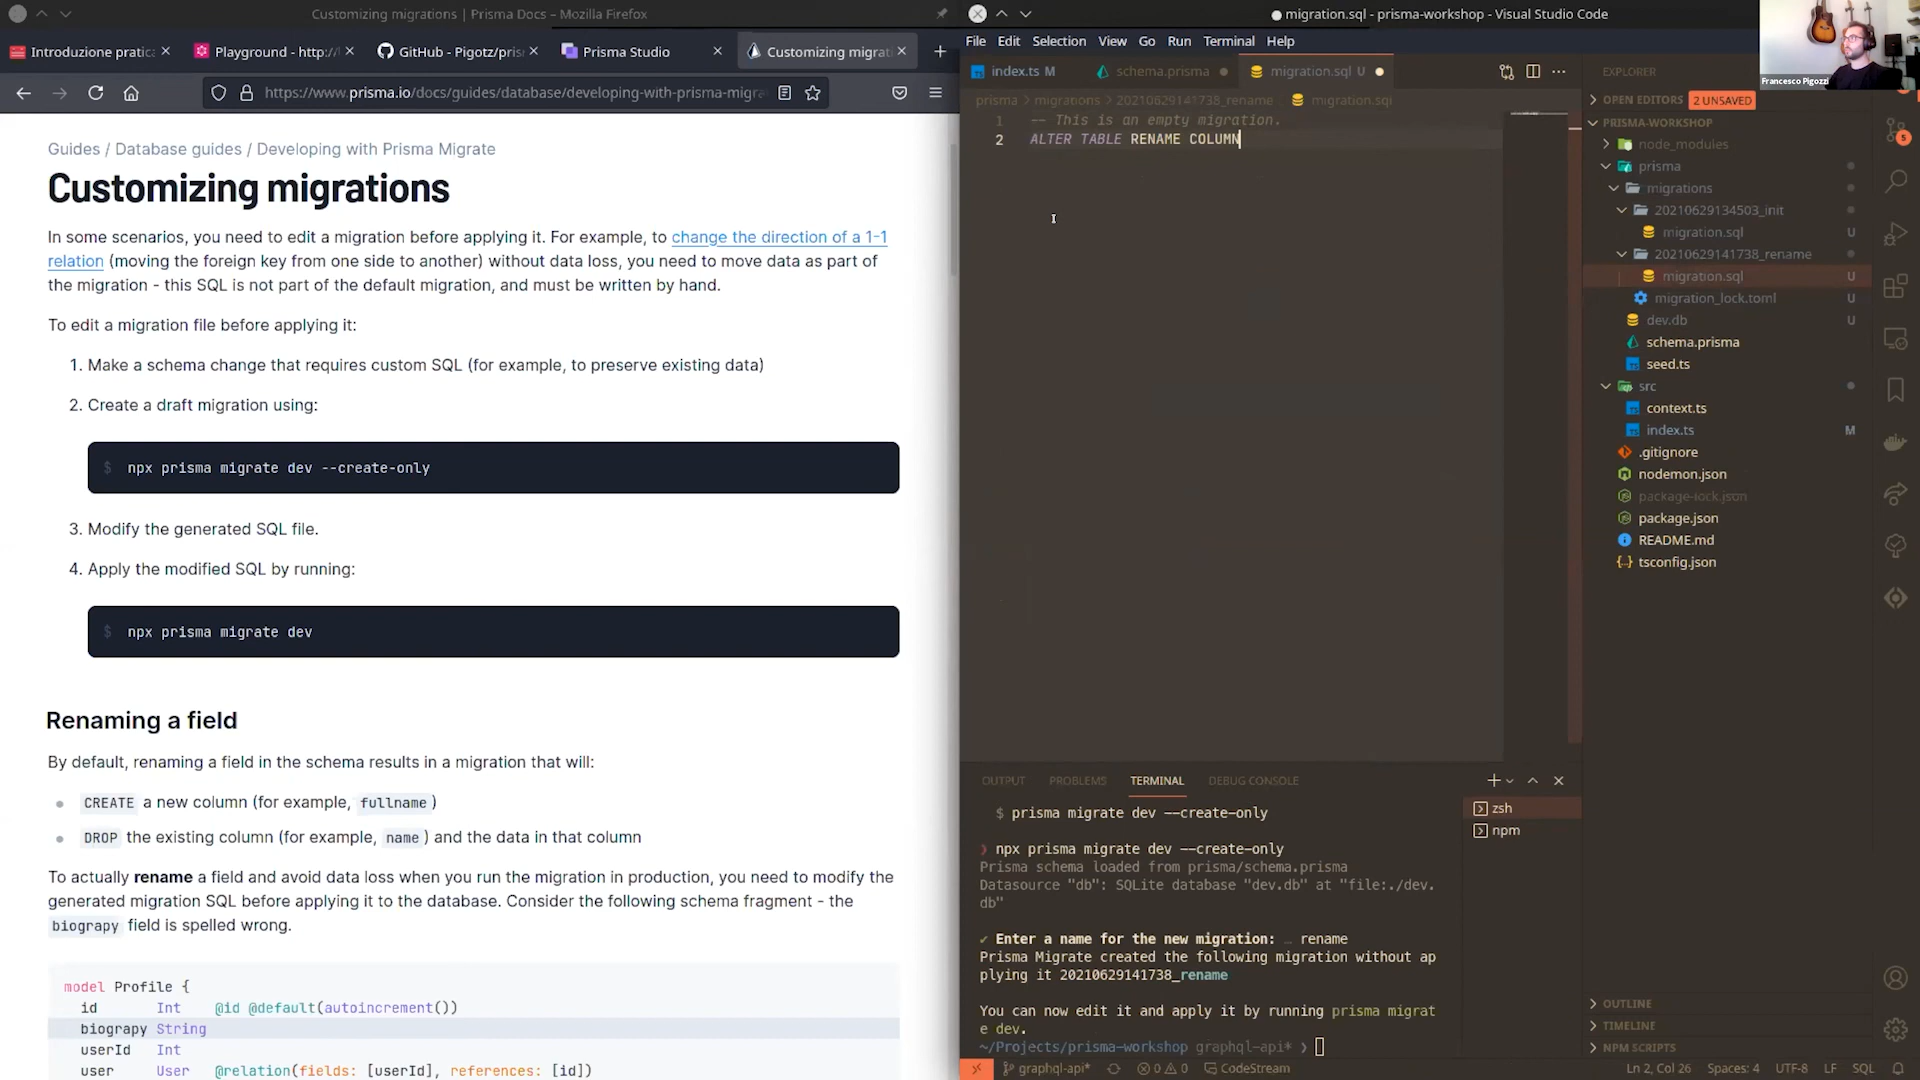 Customizing migrations | Prisma Docs – Mozilla Firefox
Introduzione pratica
Playground - http://l
GitHub - Pigotz/pris
Prisma Studio
Customizing migrati
https://www.prisma.io/docs/guides/database/developing-with-prisma-migra
Guides / Database guides / Developing with Prisma Migrate
Customizing migrations
In some scenarios, you need to edit a migration before applying it. For example, to change the direction of a 1-1
relation (moving the foreign key from one side to another) without data loss, you need to move data as part of
the migration - this SQL is not part of the default migration, and must be written by hand.
To edit a migration file before applying it:
1. Make a schema change that requires custom SQL (for example, to preserve existing data)
2. Create a draft migration using:
$ npx prisma migrate dev --create-only
3. Modify the generated SQL file.
4. Apply the modified SQL by running:
$ npx prisma migrate dev
Renaming a field
By default, renaming a field in the schema results in a migration that will:
CREATE a new column (for example, fullname)
DROP the existing column (for example, name) and the data in that column
To actually rename a field and avoid data loss when you run the migration in production, you need to modify the
generated migration SQL before applying it to the database. Consider the following schema fragment - the
biograpy field is spelled wrong.
model Profile {
id Int @id @default(autoincrement())
biograpy String
userId Int
user User @relation(fields: [userId], references: [id])
● migration.sql - prisma-workshop - Visual Studio Code
File Edit Selection View Go Run Terminal Help
index.ts M
schema.prisma
migration.sql U
prisma > migrations > 20210629141738_rename > migration.sql
1 -- This is an empty migration.
2 ALTER TABLE RENAME COLUMN
OUTPUT PROBLEMS TERMINAL DEBUG CONSOLE
$ prisma migrate dev --create-only
❯ npx prisma migrate dev --create-only
Prisma schema loaded from prisma/schema.prisma
Datasource "db": SQLite database "dev.db" at "file:./dev.
db"
✔ Enter a name for the new migration: … rename
Prisma Migrate created the following migration without ap
plying it 20210629141738_rename
You can now edit it and apply it by running prisma migrat
e dev.
~/Projects/prisma-workshop graphql-api* ❯
zsh
npm
EXPLORER
OPEN EDITORS 2 UNSAVED
PRISMA-WORKSHOP
node_modules
prisma
migrations
20210629134503_init
migration.sql U
20210629141738_rename
migration.sql U
migration_lock.toml U
dev.db U
schema.prisma
seed.ts
src
context.ts
index.ts M
.gitignore
nodemon.json
package-lock.json
package.json
README.md
tsconfig.json
OUTLINE
TIMELINE
NPM SCRIPTS
Francesco Pigozzi
5
graphql-api* 0 0 CodeStream
Ln 2, Col 26 Spaces: 4 UTF-8 LF SQL